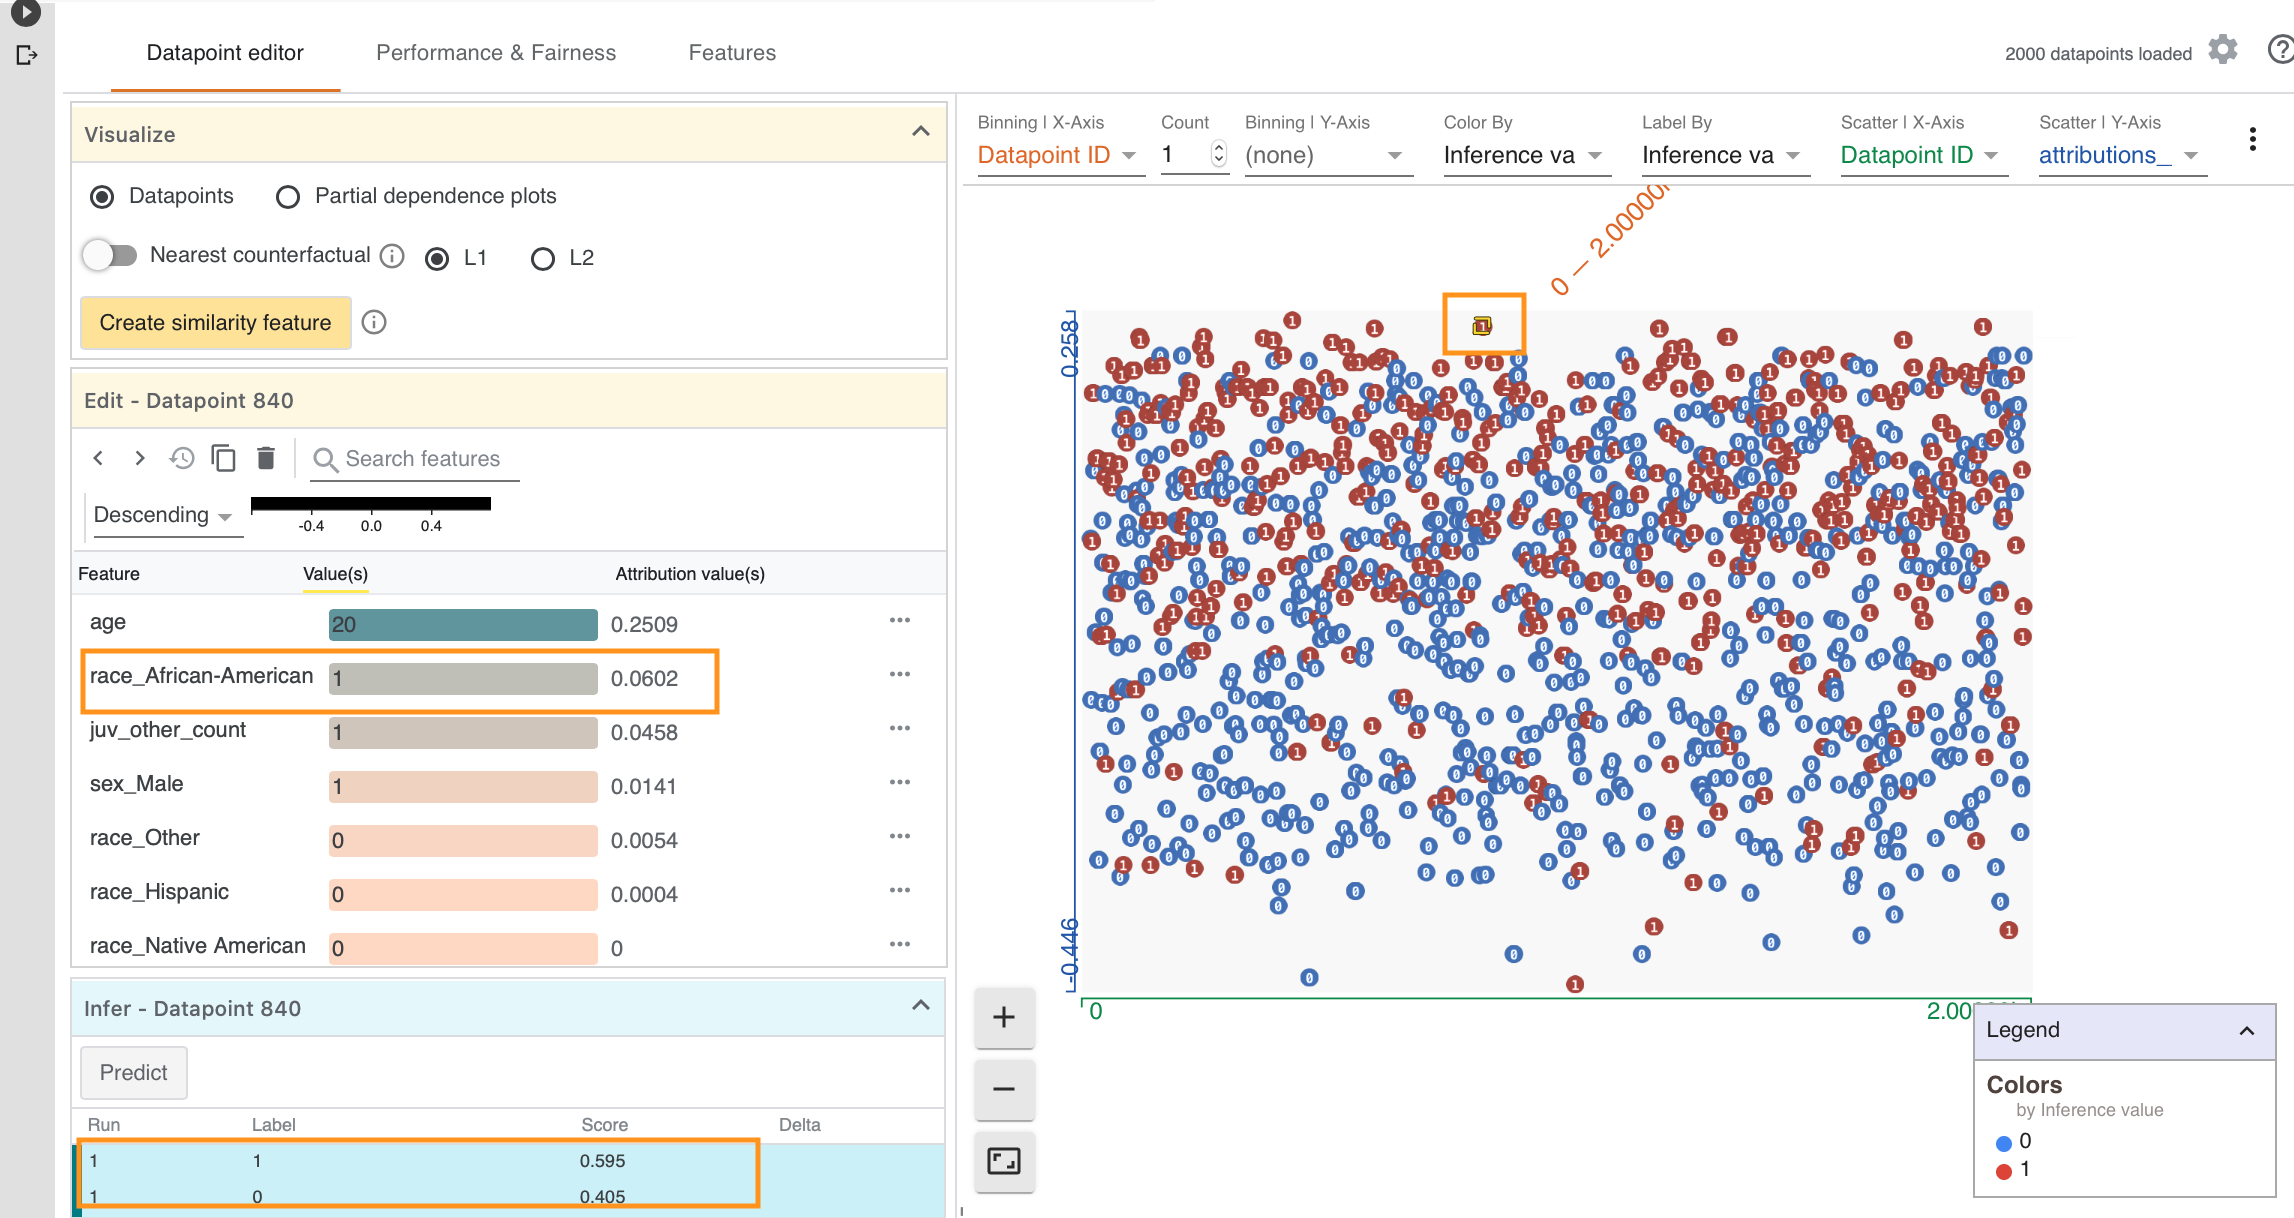 Datapoint editor
Performance & Fairness
Features
2000 datapoints loaded
Visualize
Datapoints
Partial dependence plots
Nearest counterfactual
L1
L2
Create similarity feature
Edit - Datapoint 840
Search features
Descending
-0.4 0.0 0.4
Feature Value(s) Attribution value(s)
age 20 0.2509
race_African-American 1 0.0602
juv_other_count 1 0.0458
sex_Male 1 0.0141
race_Other 0 0.0054
race_Hispanic 0 0.0004
race_Native American 0 0
Infer - Datapoint 840
Predict
Run Label Score Delta
1 1 0.595
1 0 0.405
Binning | X-Axis
Datapoint ID
Count
1
Binning | Y-Axis
(none)
Color By
Inference va
Label By
Inference va
Scatter | X-Axis
Datapoint ID
Scatter | Y-Axis
attributions_
0 — 2.00000
0.258
-0.446
0
2.00
Legend
Colors
by Inference value
0
1